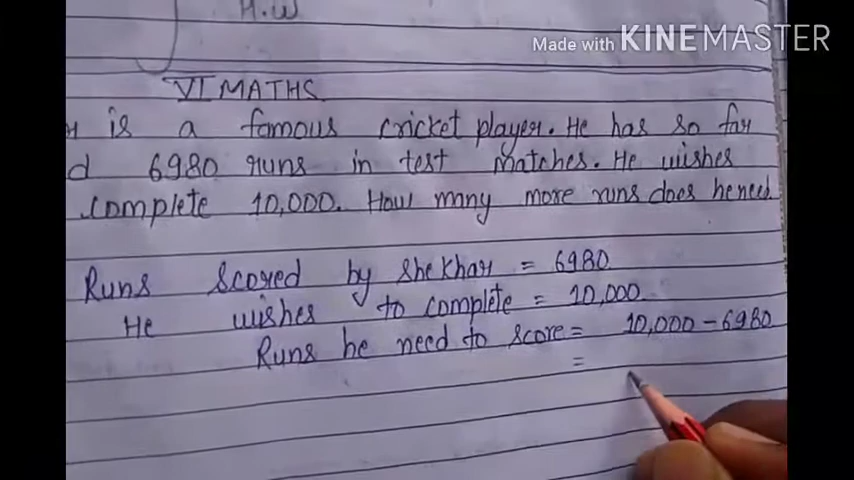 H.W
Made with KINEMASTER
VI MATHS
is a famous cricket player. He has so far
d 6980 runs in test matches. He wishes
complete 10,000. How many more runs does he need
Runs scored by Shekhar = 6980
He wishes to complete = 10,000
Runs he need to score = 10,000 - 6980
=